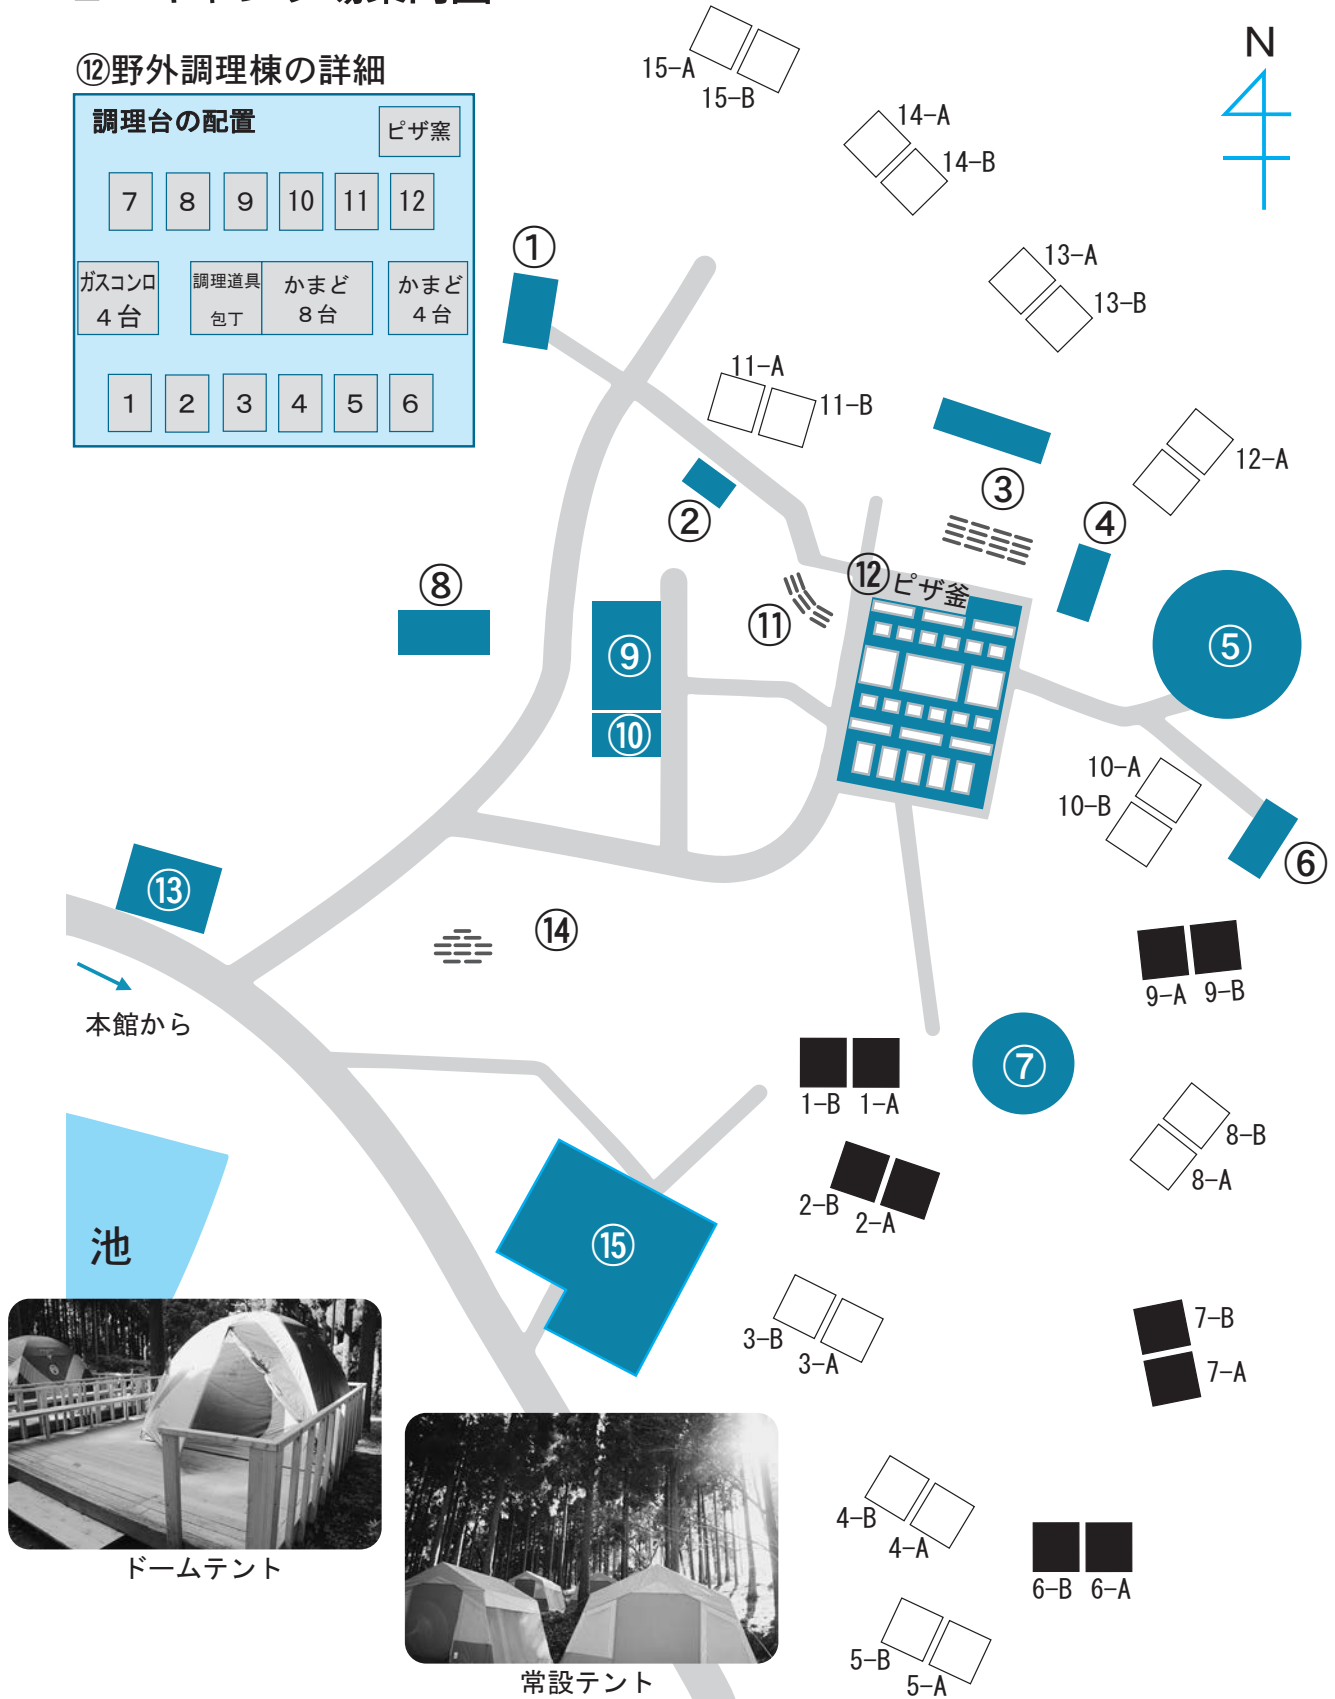 ⑫野外調理棟の詳細
調理台の配置
ピザ窯
7 8 9 10 11 12
ガスコンロ
4台
調理道具
包丁
かまど
8台
かまど
4台
1 2 3 4 5 6
N
15-A
15-B
14-A
14-B
13-A
13-B
①
11-A
11-B
12-A
②
③
④
⑧
⑫ピザ釜
⑪
⑤
⑨
⑩
10-A
10-B
⑥
⑬
⑭
本館から
9-A 9-B
⑦
1-B 1-A
8-B
8-A
2-B
2-A
池
⑮
3-B
3-A
7-B
7-A
4-B
4-A
6-B 6-A
5-B
5-A
ドームテント
常設テント